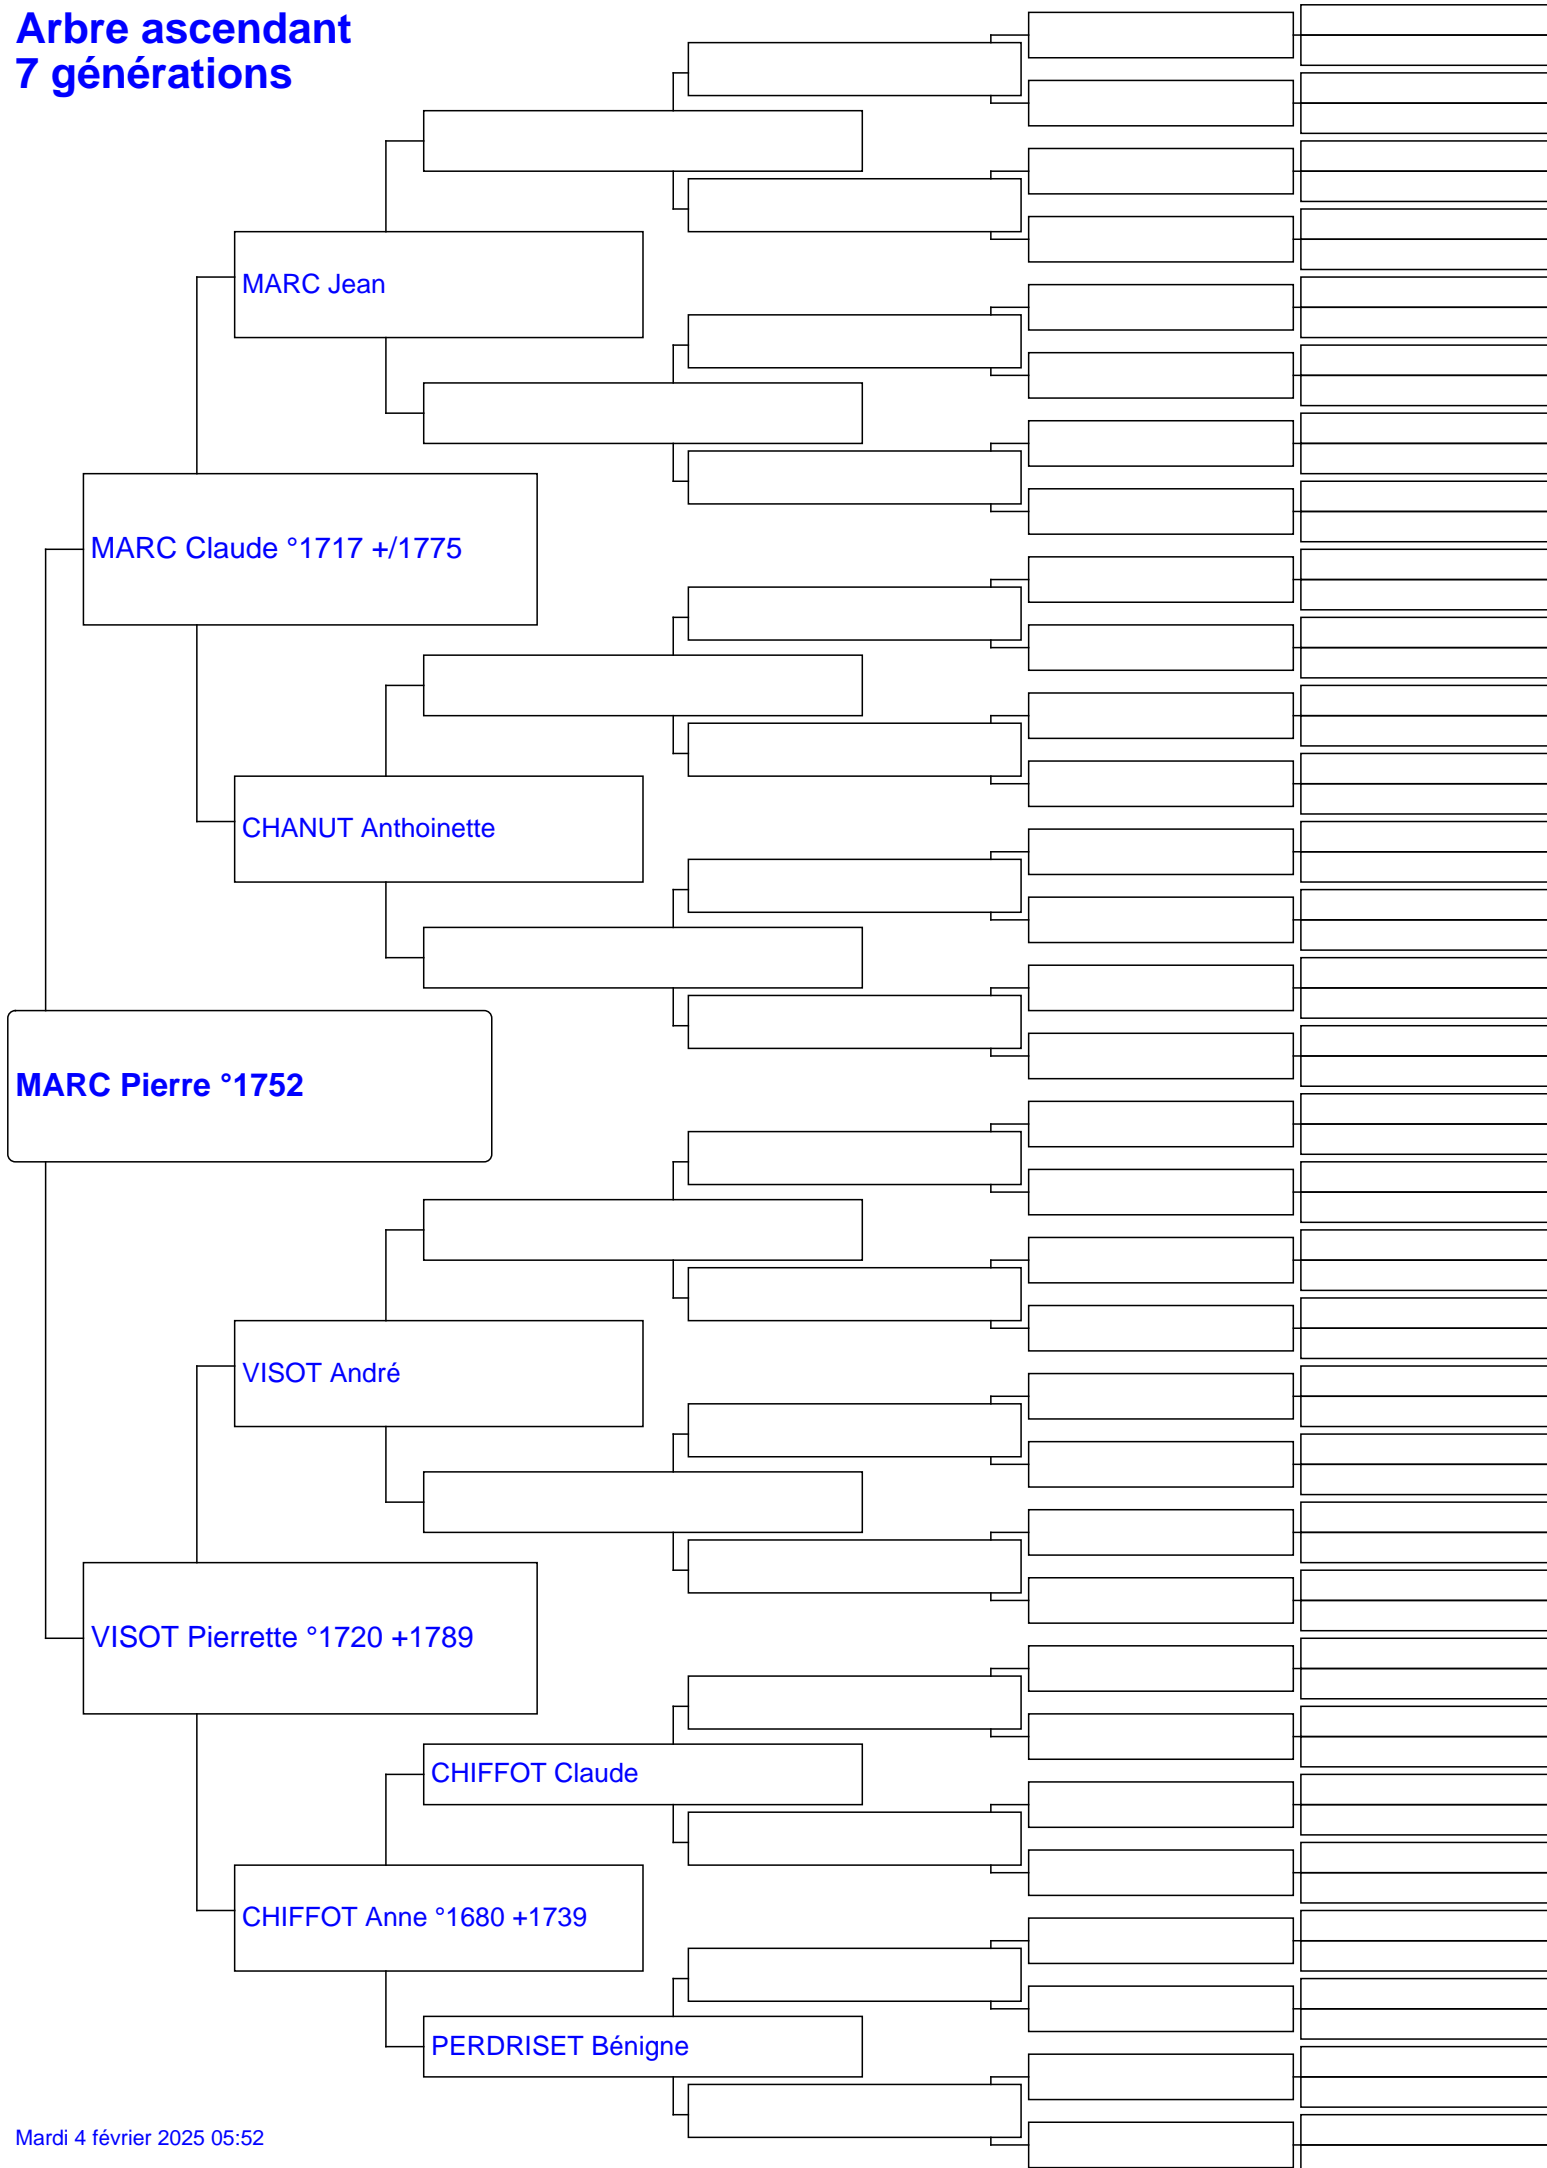 Arbre ascendant
7 générations
MARC Jean
MARC Claude °1717 +/1775
CHANUT Anthoinette
MARC Pierre °1752
VISOT André
VISOT Pierrette °1720 +1789
CHIFFOT Claude
CHIFFOT Anne °1680 +1739
PERDRISET Bénigne
Mardi 4 février 2025 05:52